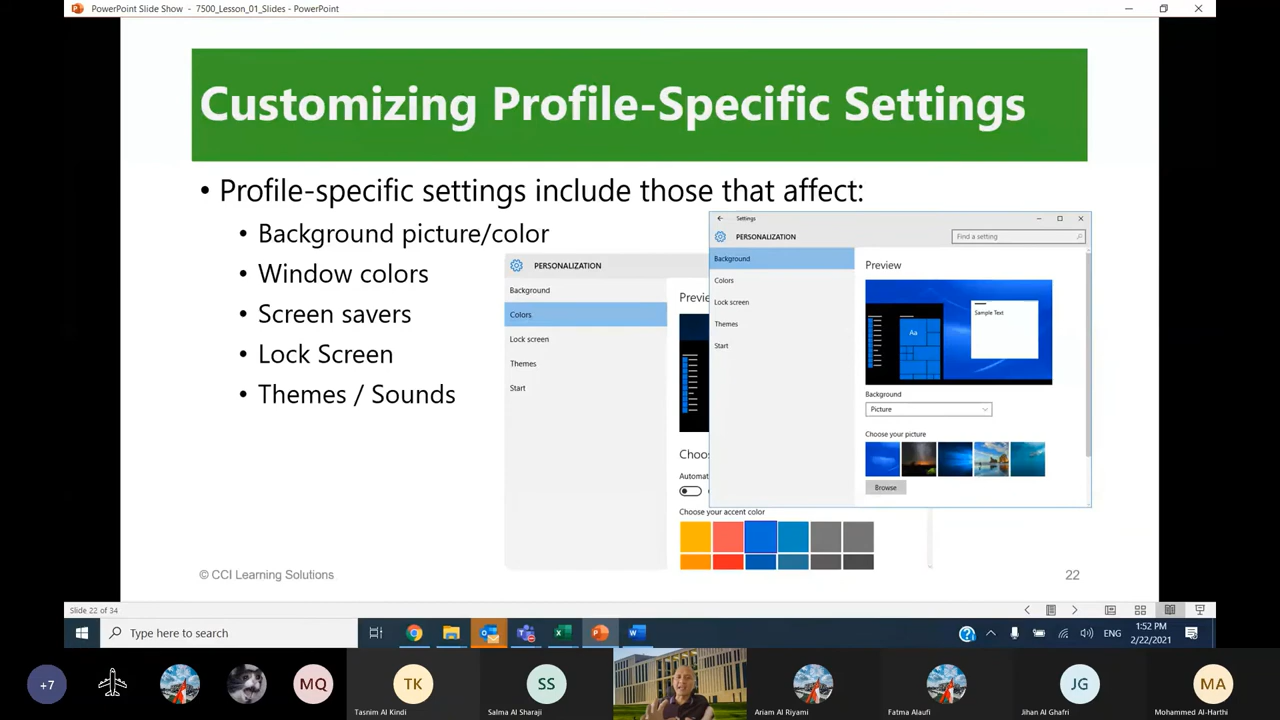 PowerPoint Slide Show - 7500_Lesson_01_Slides - PowerPoint
Customizing Profile-Specific Settings
• Profile-specific settings include those that affect:
• Background picture/color
• Window colors
• Screen savers
• Lock Screen
• Themes / Sounds
PERSONALIZATION
Background
Colors
Lock screen
Themes
Start
Choose your accent color
Settings
PERSONALIZATION
Find a setting
Background
Colors
Lock screen
Themes
Start
Preview
Sample Text
Aa
Background
Picture
Choose your picture
Browse
© CCI Learning Solutions
22
Slide 22 of 34
Type here to search
ENG
1:52 PM
2/22/2021
+7
MQ
TK
Tasnim Al Kindi
SS
Salma Al Sharaji
Ariam Al Riyami
Fatma Alaufi
JG
Jihan Al Ghafri
MA
Mohammed Al-Harthi